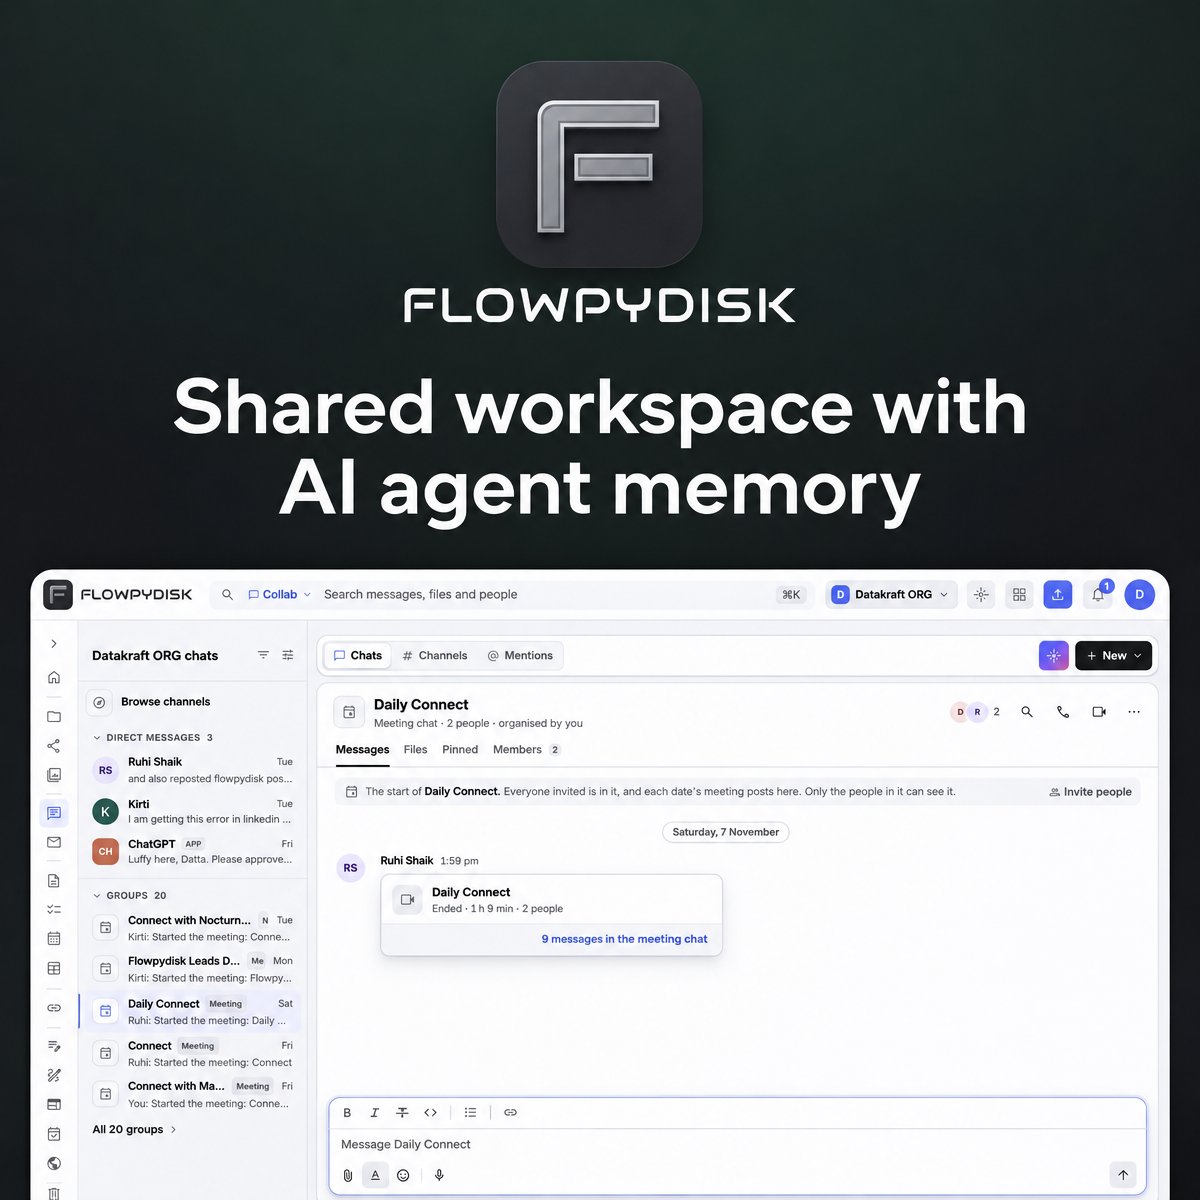 FLOWPYDISK
Shared workspace with
AI agent memory
FLOWPYDISK
Collab
Search messages, files and people
⌘K
D
Datakraft ORG
1
D
Datakraft ORG chats
Browse channels
DIRECT MESSAGES 3
RS
Ruhi Shaik Tue
and also reposted flowpydisk pos...
K
Kirti Tue
I am getting this error in linkedin ...
CH
ChatGPT APP Fri
Luffy here, Datta. Please approve...
GROUPS 20
Connect with Nocturn... N Tue
Kirti: Started the meeting: Conne...
Flowpydisk Leads D... Me Mon
Kirti: Started the meeting: Flowpy...
Daily Connect Meeting Sat
Ruhi: Started the meeting: Daily ...
Connect Meeting Fri
Ruhi: Started the meeting: Connect
Connect with Ma... Meeting Fri
You: Started the meeting: Conne...
All 20 groups
Chats
# Channels
@ Mentions
+ New
Daily Connect
Meeting chat · 2 people · organised by you
D R 2
Messages Files Pinned Members 2
The start of Daily Connect. Everyone invited is in it, and each date's meeting posts here. Only the people in it can see it.
Invite people
Saturday, 7 November
RS
Ruhi Shaik 1:59 pm
Daily Connect
Ended · 1 h 9 min · 2 people
9 messages in the meeting chat
B I T <>
Message Daily Connect
A